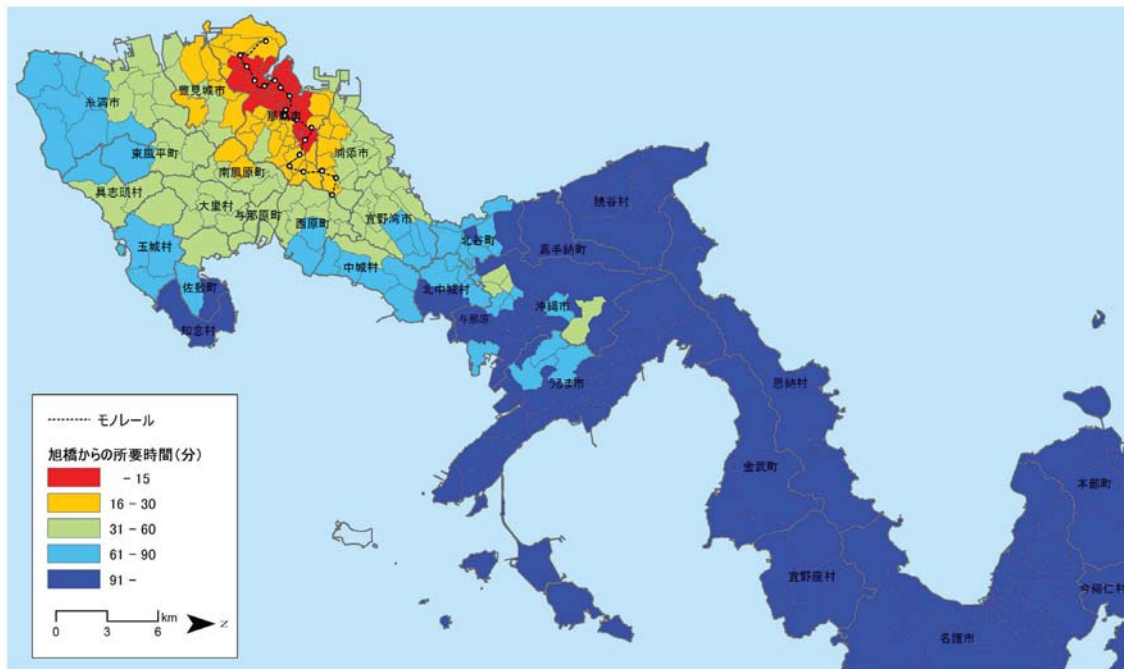 糸満市
豊見城市
那覇市
東風平町
南風原町
浦添市
具志頭村
大里村
与那原町
西原町
宜野湾市
玉城村
中城村
佐敷町
知念村
北谷町
北中城村
読谷村
嘉手納町
沖縄市
与那原
うるま市
恩納村
金武町
宜野座村
本部町
今帰仁村
名護市
モノレール
旭橋からの所要時間(分)
- 15
16 - 30
31 - 60
61 - 90
91 -
km
0 3 6
N